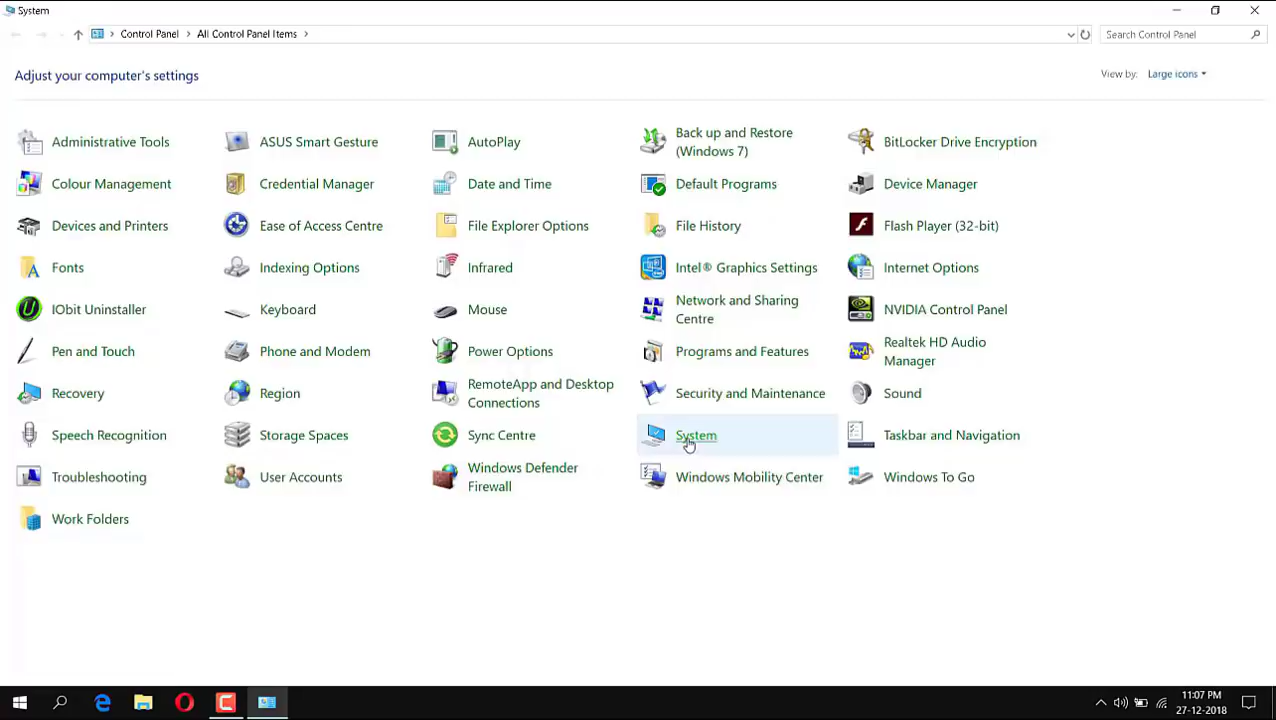 System
Control Panel
All Control Panel Items
Search Control Panel
Adjust your computer's settings
View by:
Large icons
Administrative Tools
ASUS Smart Gesture
AutoPlay
Back up and Restore
(Windows 7)
BitLocker Drive Encryption
Colour Management
Credential Manager
Date and Time
Default Programs
Device Manager
Devices and Printers
Ease of Access Centre
File Explorer Options
File History
Flash Player (32-bit)
Fonts
Indexing Options
Infrared
Intel® Graphics Settings
Internet Options
IObit Uninstaller
Keyboard
Mouse
Network and Sharing
Centre
NVIDIA Control Panel
Pen and Touch
Phone and Modem
Power Options
Programs and Features
Realtek HD Audio
Manager
Recovery
Region
RemoteApp and Desktop
Connections
Security and Maintenance
Sound
Speech Recognition
Storage Spaces
Sync Centre
System
Taskbar and Navigation
Troubleshooting
User Accounts
Windows Defender
Firewall
Windows Mobility Center
Windows To Go
Work Folders
11:07 PM
27-12-2018